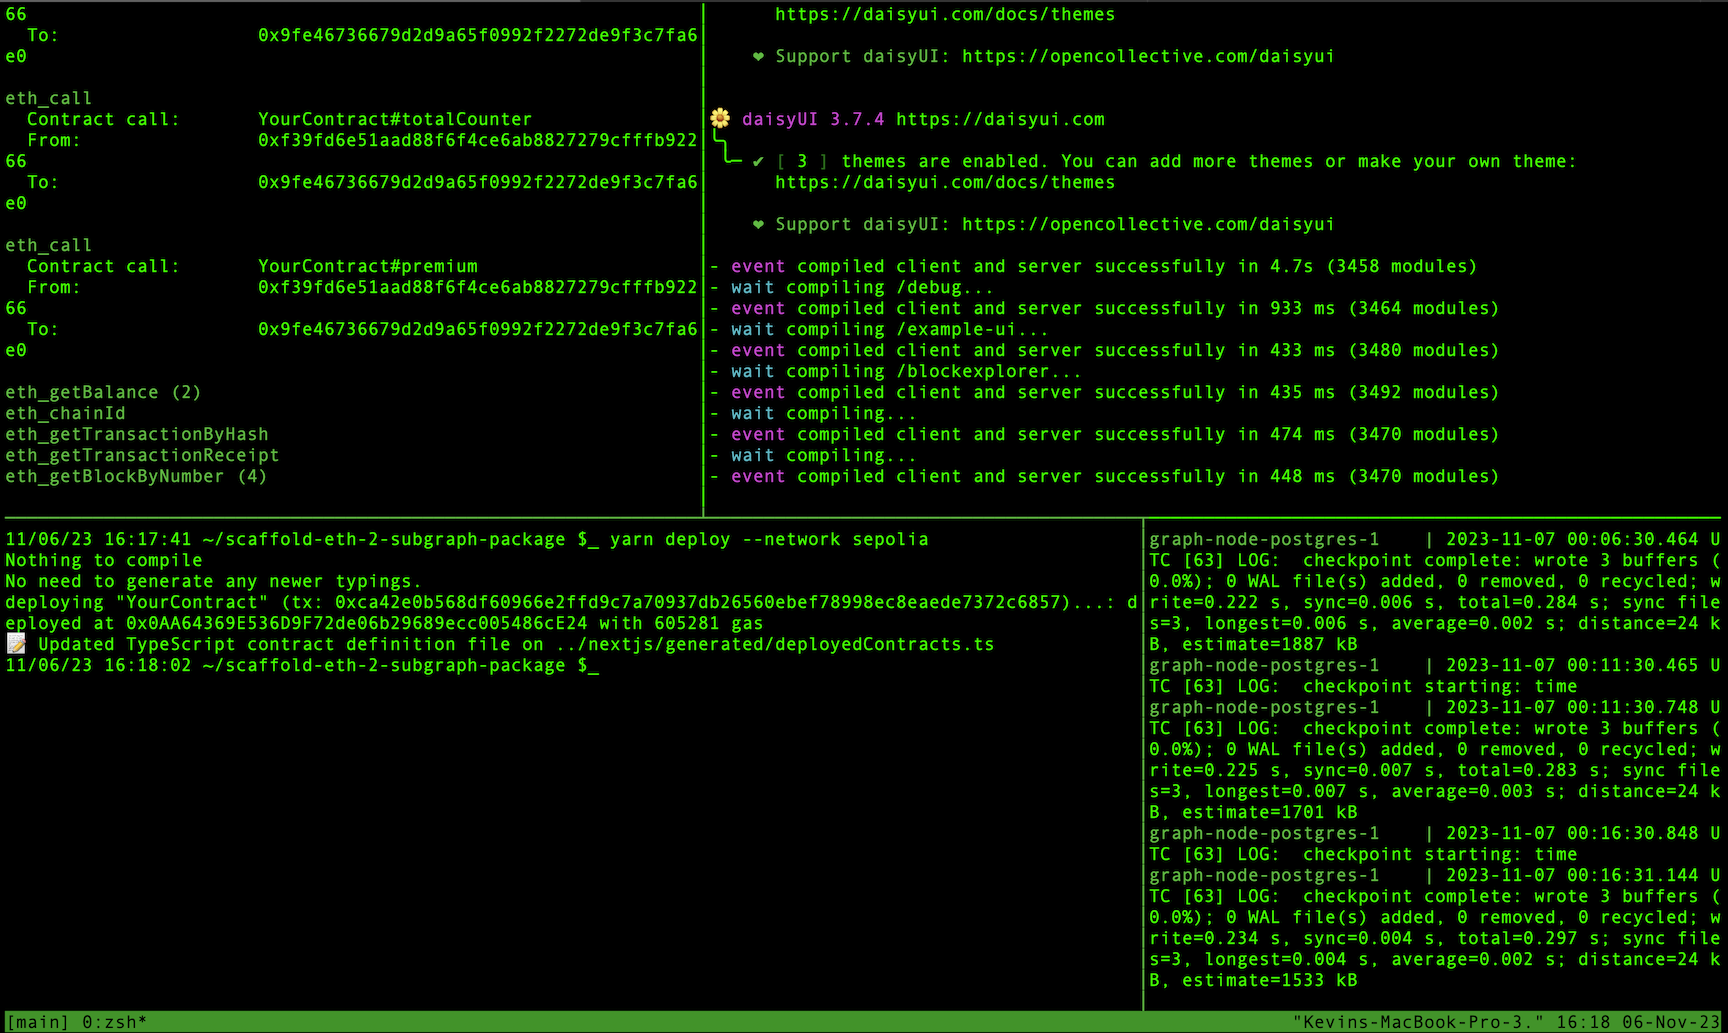 66
To: 0x9fe46736679d2d9a65f0992f2272de9f3c7fa6
e0
eth_call
Contract call: YourContract#totalCounter
From: 0xf39fd6e51aad88f6f4ce6ab8827279cfffb922
66
To: 0x9fe46736679d2d9a65f0992f2272de9f3c7fa6
e0
eth_call
Contract call: YourContract#premium
From: 0xf39fd6e51aad88f6f4ce6ab8827279cfffb922
66
To: 0x9fe46736679d2d9a65f0992f2272de9f3c7fa6
e0
eth_getBalance (2)
eth_chainId
eth_getTransactionByHash
eth_getTransactionReceipt
eth_getBlockByNumber (4)
https://daisyui.com/docs/themes
❤ Support daisyUI: https://opencollective.com/daisyui
🌼 daisyUI 3.7.4 https://daisyui.com
╰─ ✔ [ 3 ] themes are enabled. You can add more themes or make your own theme:
https://daisyui.com/docs/themes
❤ Support daisyUI: https://opencollective.com/daisyui
- event compiled client and server successfully in 4.7s (3458 modules)
- wait compiling /debug...
- event compiled client and server successfully in 933 ms (3464 modules)
- wait compiling /example-ui...
- event compiled client and server successfully in 433 ms (3480 modules)
- wait compiling /blockexplorer...
- event compiled client and server successfully in 435 ms (3492 modules)
- wait compiling...
- event compiled client and server successfully in 474 ms (3470 modules)
- wait compiling...
- event compiled client and server successfully in 448 ms (3470 modules)
11/06/23 16:17:41 ~/scaffold-eth-2-subgraph-package $_ yarn deploy --network sepolia
Nothing to compile
No need to generate any newer typings.
deploying "YourContract" (tx: 0xca42e0b568df60966e2ffd9c7a70937db26560ebef78998ec8eaede7372c6857)...: d
eployed at 0x0AA64369E536D9F72de06b29689ecc005486cE24 with 605281 gas
📝 Updated TypeScript contract definition file on ../nextjs/generated/deployedContracts.ts
11/06/23 16:18:02 ~/scaffold-eth-2-subgraph-package $_
graph-node-postgres-1 | 2023-11-07 00:06:30.464 U
TC [63] LOG: checkpoint complete: wrote 3 buffers (
0.0%); 0 WAL file(s) added, 0 removed, 0 recycled; w
rite=0.222 s, sync=0.006 s, total=0.284 s; sync file
s=3, longest=0.006 s, average=0.002 s; distance=24 k
B, estimate=1887 kB
graph-node-postgres-1 | 2023-11-07 00:11:30.465 U
TC [63] LOG: checkpoint starting: time
graph-node-postgres-1 | 2023-11-07 00:11:30.748 U
TC [63] LOG: checkpoint complete: wrote 3 buffers (
0.0%); 0 WAL file(s) added, 0 removed, 0 recycled; w
rite=0.225 s, sync=0.007 s, total=0.283 s; sync file
s=3, longest=0.007 s, average=0.003 s; distance=24 k
B, estimate=1701 kB
graph-node-postgres-1 | 2023-11-07 00:16:30.848 U
TC [63] LOG: checkpoint starting: time
graph-node-postgres-1 | 2023-11-07 00:16:31.144 U
TC [63] LOG: checkpoint complete: wrote 3 buffers (
0.0%); 0 WAL file(s) added, 0 removed, 0 recycled; w
rite=0.234 s, sync=0.004 s, total=0.297 s; sync file
s=3, longest=0.004 s, average=0.002 s; distance=24 k
B, estimate=1533 kB
[main] 0:zsh* "Kevins-MacBook-Pro-3." 16:18 06-Nov-23